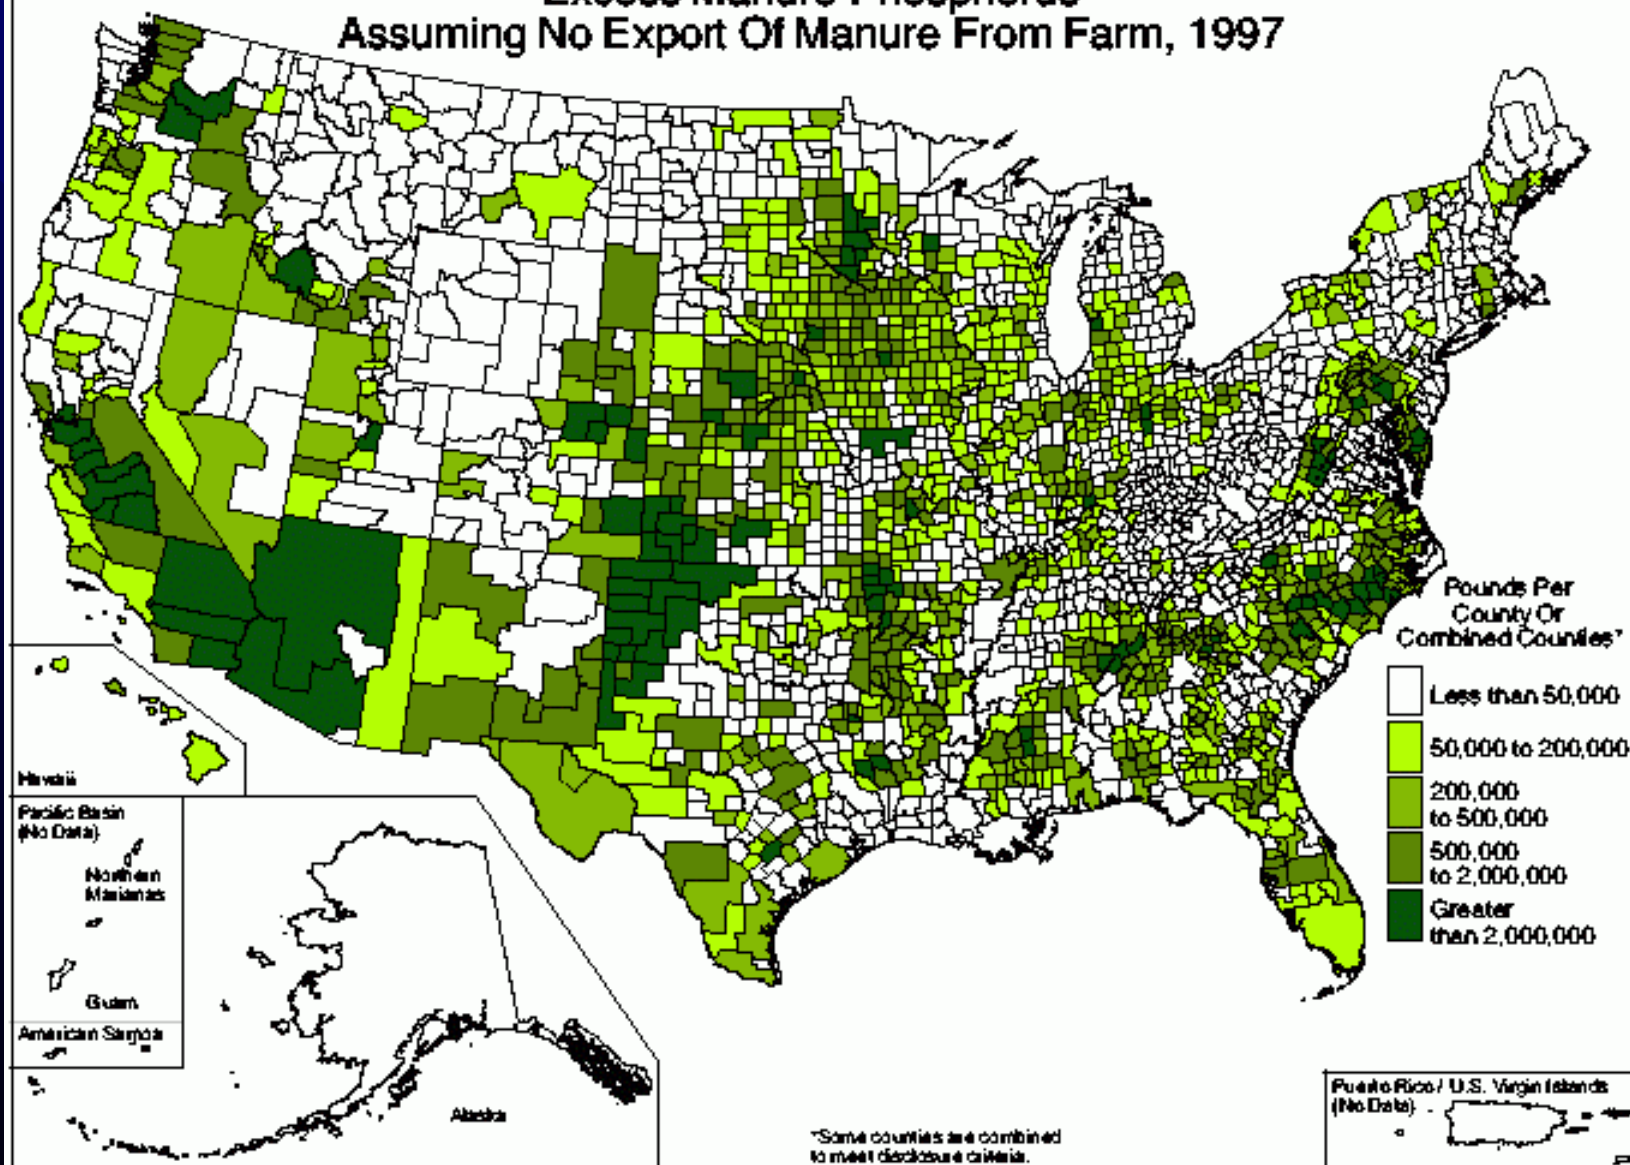 Excess Manure Phosphorus
Assuming No Export Of Manure From Farm, 1997
Pounds Per
County Or
Combined Counties*
Less than 50,000
50,000 to 200,000
200,000
to 500,000
500,000
to 2,000,000
Greater
than 2,000,000
Hawaii
Pacific Basin
(No Data)
Northern
Marianas
Guam
American Samoa
Alaska
*Some counties are combined
to meet disclosure criteria.
Puerto Rico / U.S. Virgin Islands
(No Data)